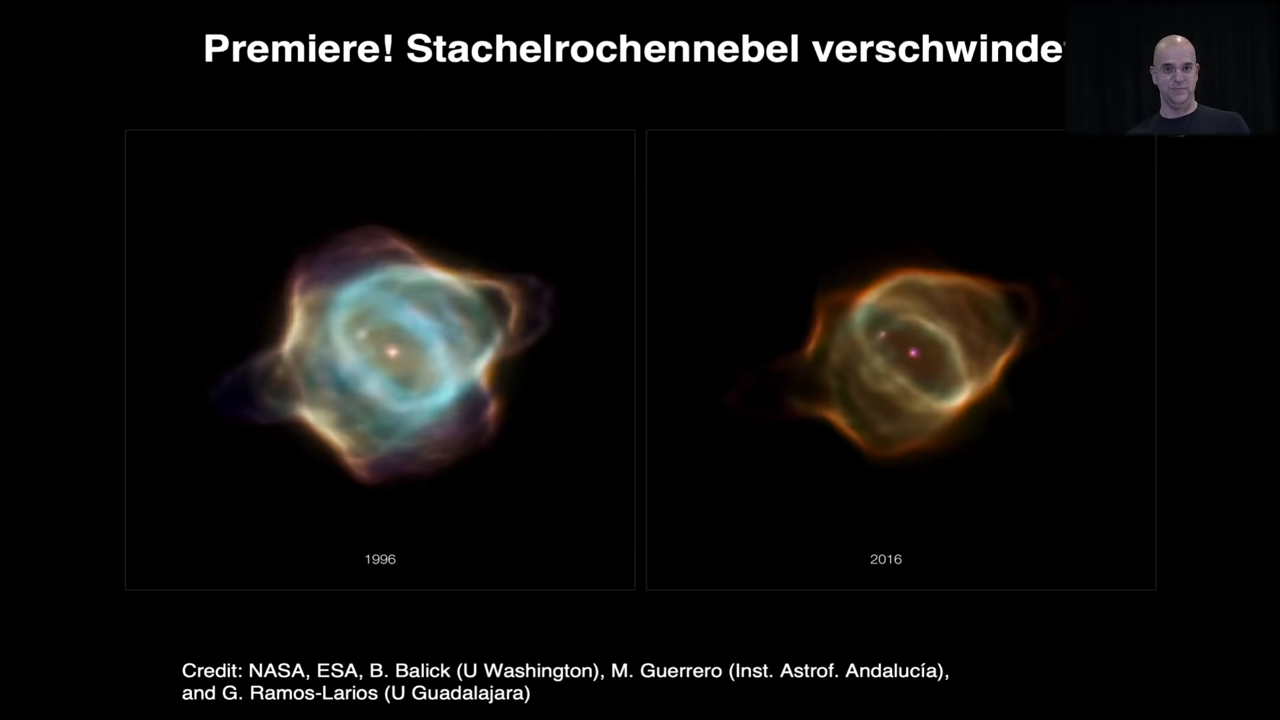 Premiere! Stachelrochennebel verschwinde
1996
2016
Credit: NASA, ESA, B. Balick (U Washington), M. Guerrero (Inst. Astrof. Andalucía),
and G. Ramos-Larios (U Guadalajara)